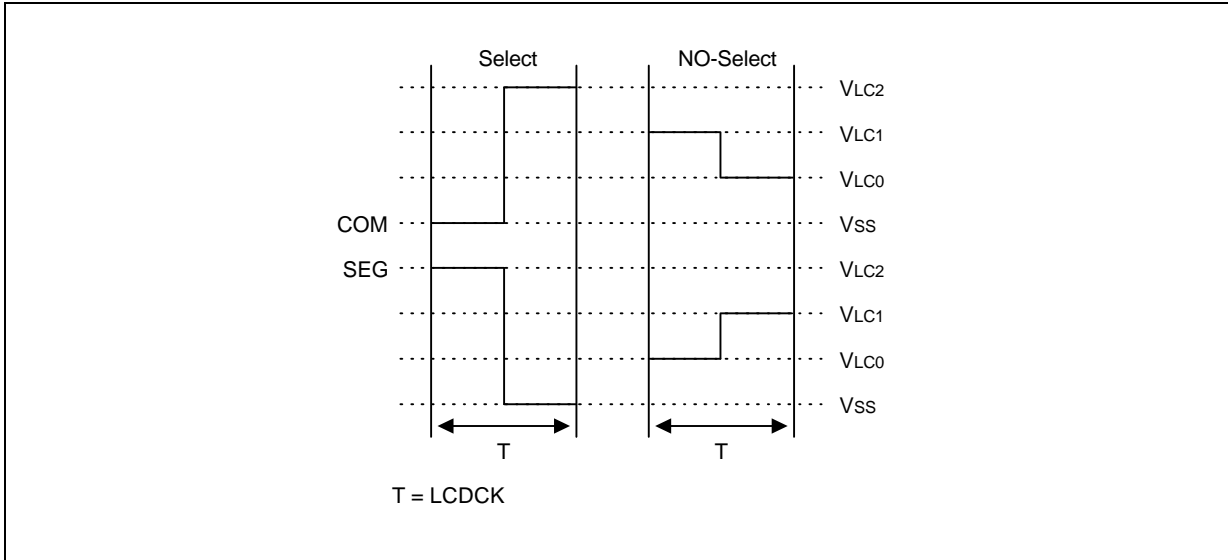 Select NO-Select
VLC2
VLC1
VLC0
COM VSS
SEG VLC2
VLC1
VLC0
VSS
T T
T = LCDCK